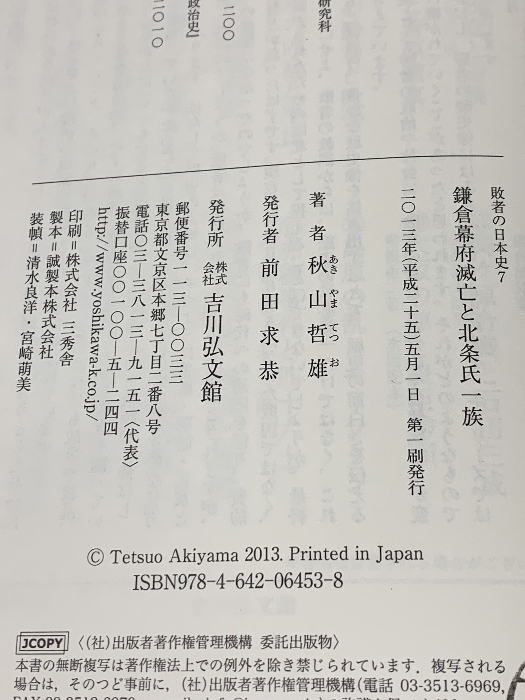 研究科
二〇〇
政治史』
二〇一〇
敗者の日本史7
鎌倉幕府滅亡と北条氏一族
二〇一三年(平成二十五)五月一日 第一刷発行
著者 秋山哲雄
あき やま てつ お
発行者 前田求恭
発行所 株式会社 吉川弘文館
郵便番号一一三―〇〇三三
東京都文京区本郷七丁目二番八号
電話〇三―三八一三―九一五一〈代表〉
振替口座〇〇一〇〇―五―二四四
http://www.yoshikawa-k.co.jp/
印刷=株式会社 三秀舎
製本=誠製本株式会社
装幀=清水良洋・宮崎萌美
© Tetsuo Akiyama 2013. Printed in Japan
ISBN978-4-642-06453-8
JCOPY 〈(社)出版者著作権管理機構 委託出版物〉
本書の無断複写は著作権法上での例外を除き禁じられています．複写される
場合は，そのつど事前に，(社)出版者著作権管理機構(電話 03-3513-6969,